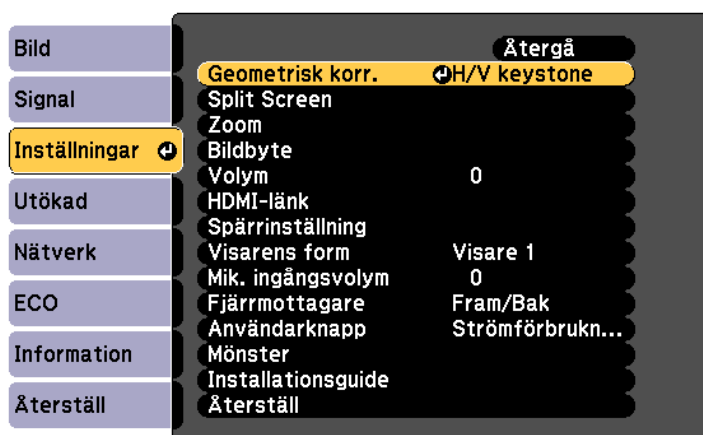 Bild
Signal
Inställningar
Utökad
Nätverk
ECO
Information
Återställ
Återgå
Geometrisk korr. H/V keystone
Split Screen
Zoom
Bildbyte
Volym 0
HDMI-länk
Spärrinställning
Visarens form Visare 1
Mik. ingångsvolym 0
Fjärrmottagare Fram/Bak
Användarknapp Strömförbrukn...
Mönster
Installationsguide
Återställ